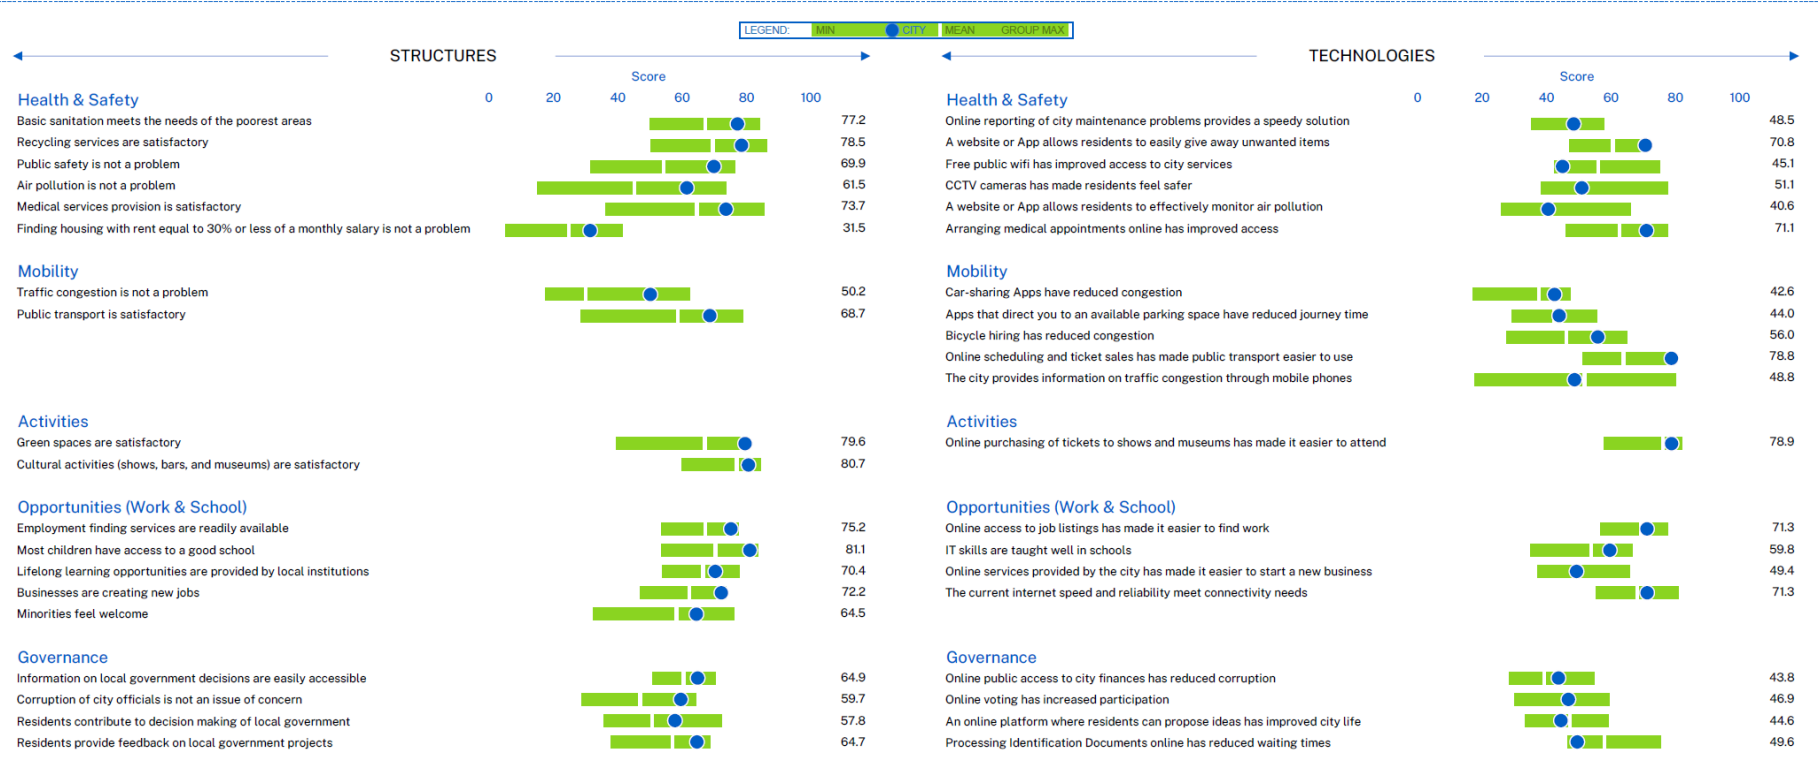 LEGEND: MIN CITY MEAN GROUP MAX
STRUCTURES
Score
Health & Safety 0 20 40 60 80 100
Basic sanitation meets the needs of the poorest areas 77.2
Recycling services are satisfactory 78.5
Public safety is not a problem 69.9
Air pollution is not a problem 61.5
Medical services provision is satisfactory 73.7
Finding housing with rent equal to 30% or less of a monthly salary is not a problem 31.5
Mobility
Traffic congestion is not a problem 50.2
Public transport is satisfactory 68.7
Activities
Green spaces are satisfactory 79.6
Cultural activities (shows, bars, and museums) are satisfactory 80.7
Opportunities (Work & School)
Employment finding services are readily available 75.2
Most children have access to a good school 81.1
Lifelong learning opportunities are provided by local institutions 70.4
Businesses are creating new jobs 72.2
Minorities feel welcome 64.5
Governance
Information on local government decisions are easily accessible 64.9
Corruption of city officials is not an issue of concern 59.7
Residents contribute to decision making of local government 57.8
Residents provide feedback on local government projects 64.7
TECHNOLOGIES
Score
Health & Safety 0 20 40 60 80 100
Online reporting of city maintenance problems provides a speedy solution 48.5
A website or App allows residents to easily give away unwanted items 70.8
Free public wifi has improved access to city services 45.1
CCTV cameras has made residents feel safer 51.1
A website or App allows residents to effectively monitor air pollution 40.6
Arranging medical appointments online has improved access 71.1
Mobility
Car-sharing Apps have reduced congestion 42.6
Apps that direct you to an available parking space have reduced journey time 44.0
Bicycle hiring has reduced congestion 56.0
Online scheduling and ticket sales has made public transport easier to use 78.8
The city provides information on traffic congestion through mobile phones 48.8
Activities
Online purchasing of tickets to shows and museums has made it easier to attend 78.9
Opportunities (Work & School)
Online access to job listings has made it easier to find work 71.3
IT skills are taught well in schools 59.8
Online services provided by the city has made it easier to start a new business 49.4
The current internet speed and reliability meet connectivity needs 71.3
Governance
Online public access to city finances has reduced corruption 43.8
Online voting has increased participation 46.9
An online platform where residents can propose ideas has improved city life 44.6
Processing Identification Documents online has reduced waiting times 49.6